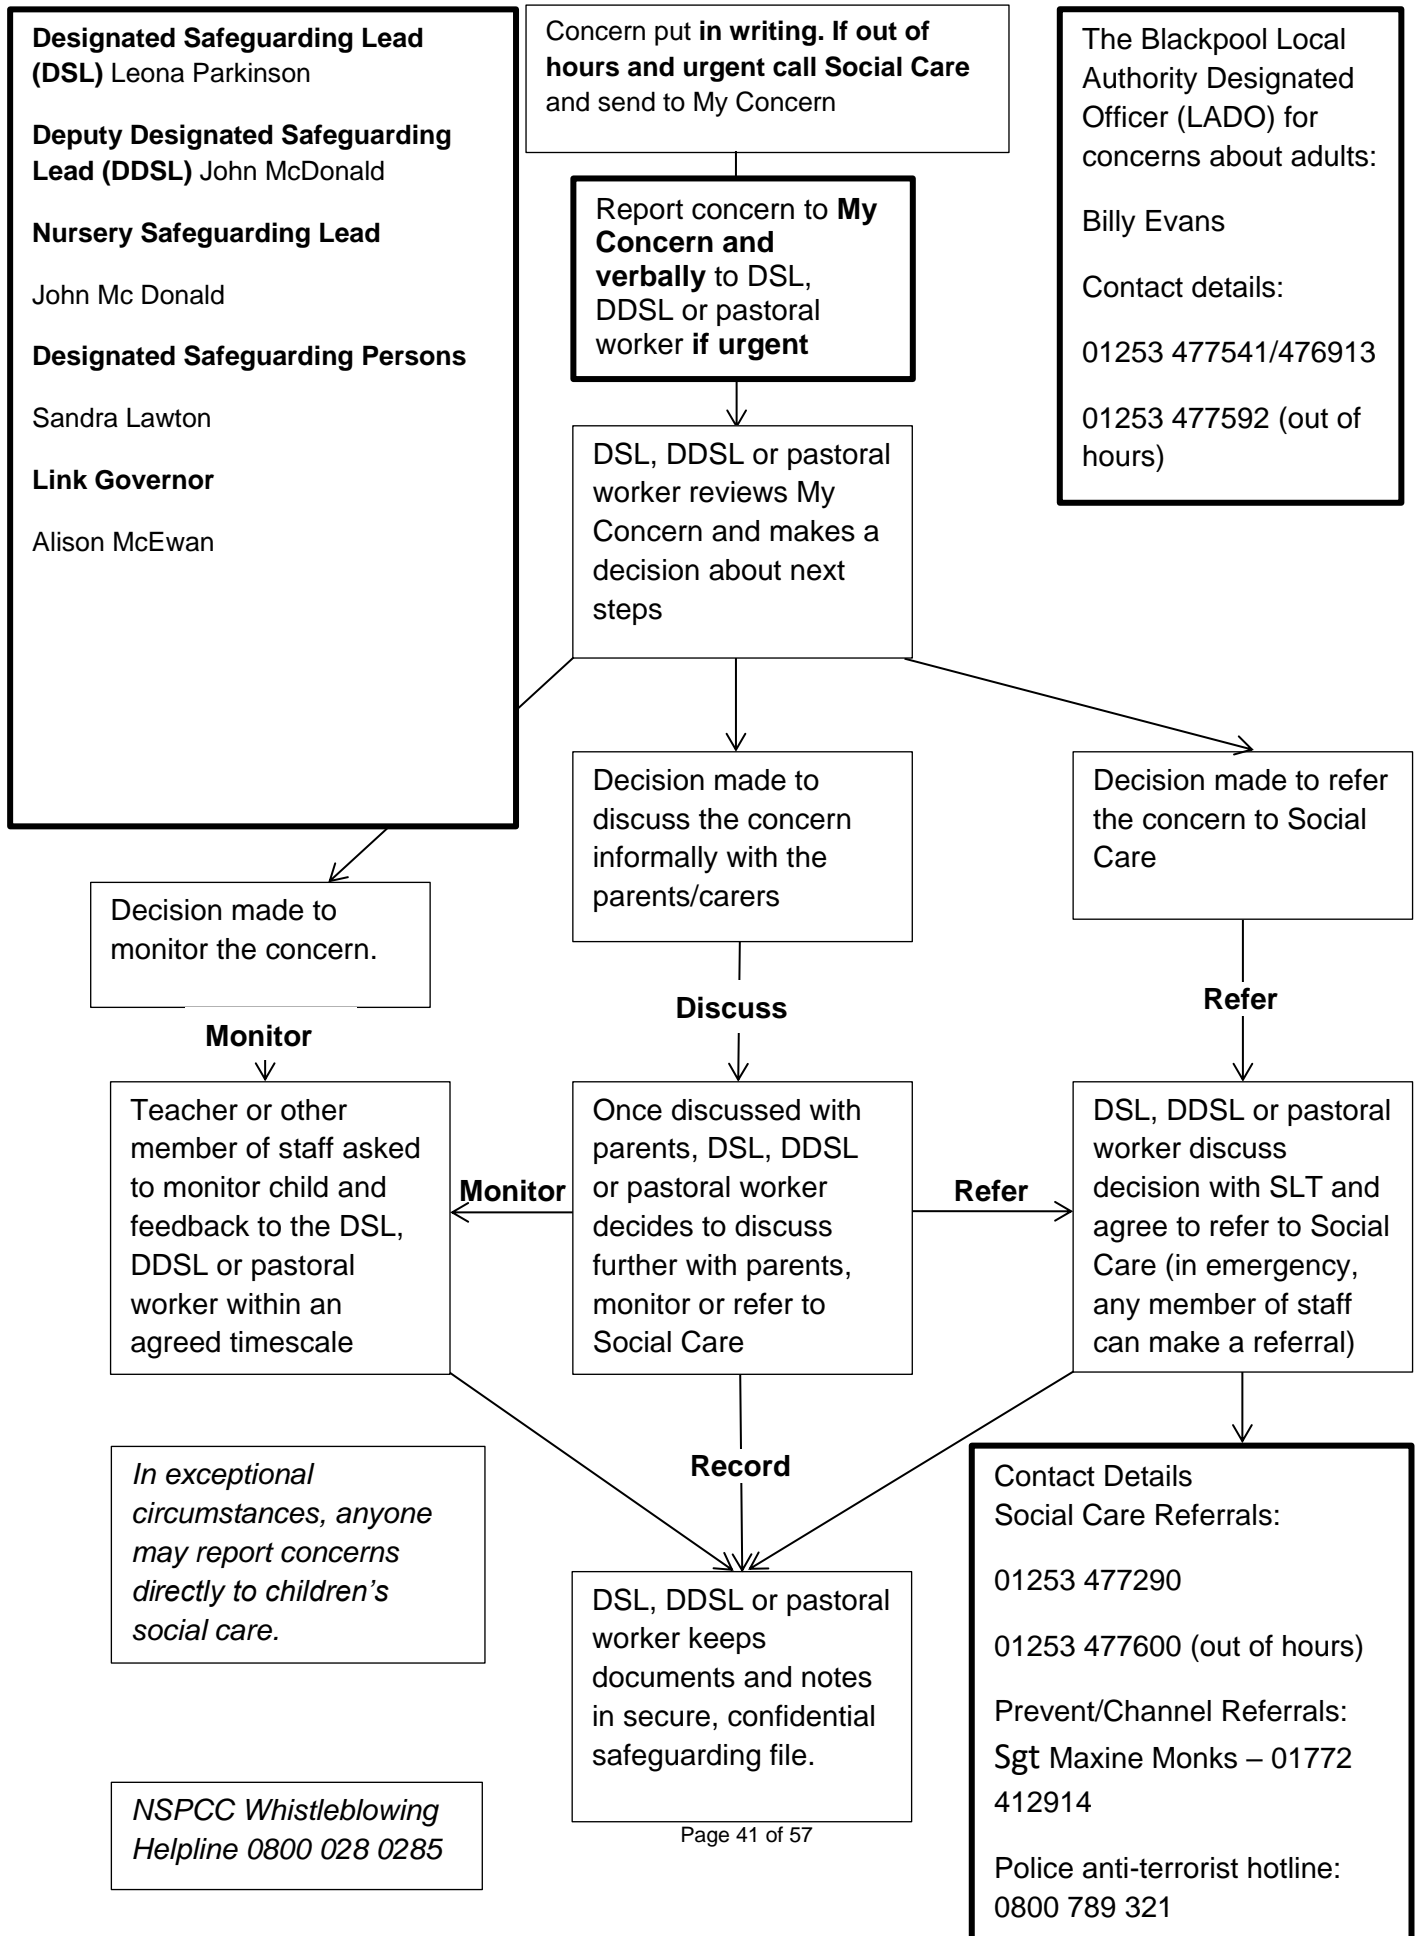 Designated Safeguarding Lead
(DSL) Leona Parkinson
Deputy Designated Safeguarding
Lead (DDSL) John McDonald
Nursery Safeguarding Lead
John Mc Donald
Designated Safeguarding Persons
Sandra Lawton
Link Governor
Alison McEwan
Concern put in writing. If out of
hours and urgent call Social Care
and send to My Concern
The Blackpool Local
Authority Designated
Officer (LADO) for
concerns about adults:
Billy Evans
Contact details:
01253 477541/476913
01253 477592 (out of
hours)
Report concern to My
Concern and
verbally to DSL,
DDSL or pastoral
worker if urgent
DSL, DDSL or pastoral
worker reviews My
Concern and makes a
decision about next
steps
Decision made to
monitor the concern.
Decision made to
discuss the concern
informally with the
parents/carers
Decision made to refer
the concern to Social
Care
Monitor
Discuss
Refer
Teacher or other
member of staff asked
to monitor child and
feedback to the DSL,
DDSL or pastoral
worker within an
agreed timescale
Monitor
Once discussed with
parents, DSL, DDSL
or pastoral worker
decides to discuss
further with parents,
monitor or refer to
Social Care
Refer
DSL, DDSL or pastoral
worker discuss
decision with SLT and
agree to refer to Social
Care (in emergency,
any member of staff
can make a referral)
In exceptional
circumstances, anyone
may report concerns
directly to children’s
social care.
Record
DSL, DDSL or pastoral
worker keeps
documents and notes
in secure, confidential
safeguarding file.
Contact Details
Social Care Referrals:
01253 477290
01253 477600 (out of hours)
Prevent/Channel Referrals:
Sgt Maxine Monks – 01772
412914
Police anti-terrorist hotline:
0800 789 321
NSPCC Whistleblowing
Helpline 0800 028 0285
Page 41 of 57